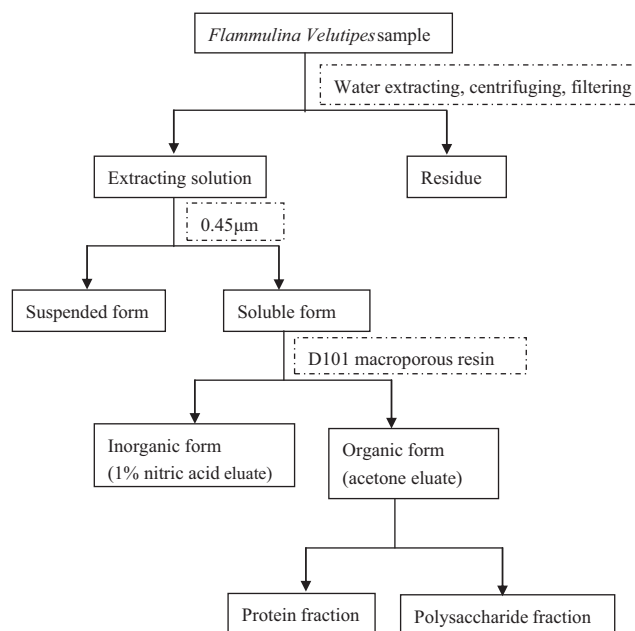 Flammulina Velutipes sample
Water extracting, centrifuging, filtering
Extracting solution
Residue
0.45μm
Suspended form
Soluble form
D101 macroporous resin
Inorganic form
(1% nitric acid eluate)
Organic form
(acetone eluate)
Protein fraction
Polysaccharide fraction